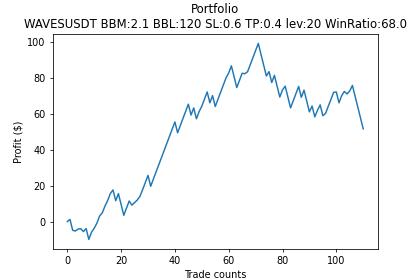 Portfolio
WAVESUSDT BBM:2.1 BBL:120 SL:0.6 TP:0.4 lev:20 WinRatio:68.0
100
80
60
40
20
0
Profit ($)
0 20 40 60 80 100
Trade counts